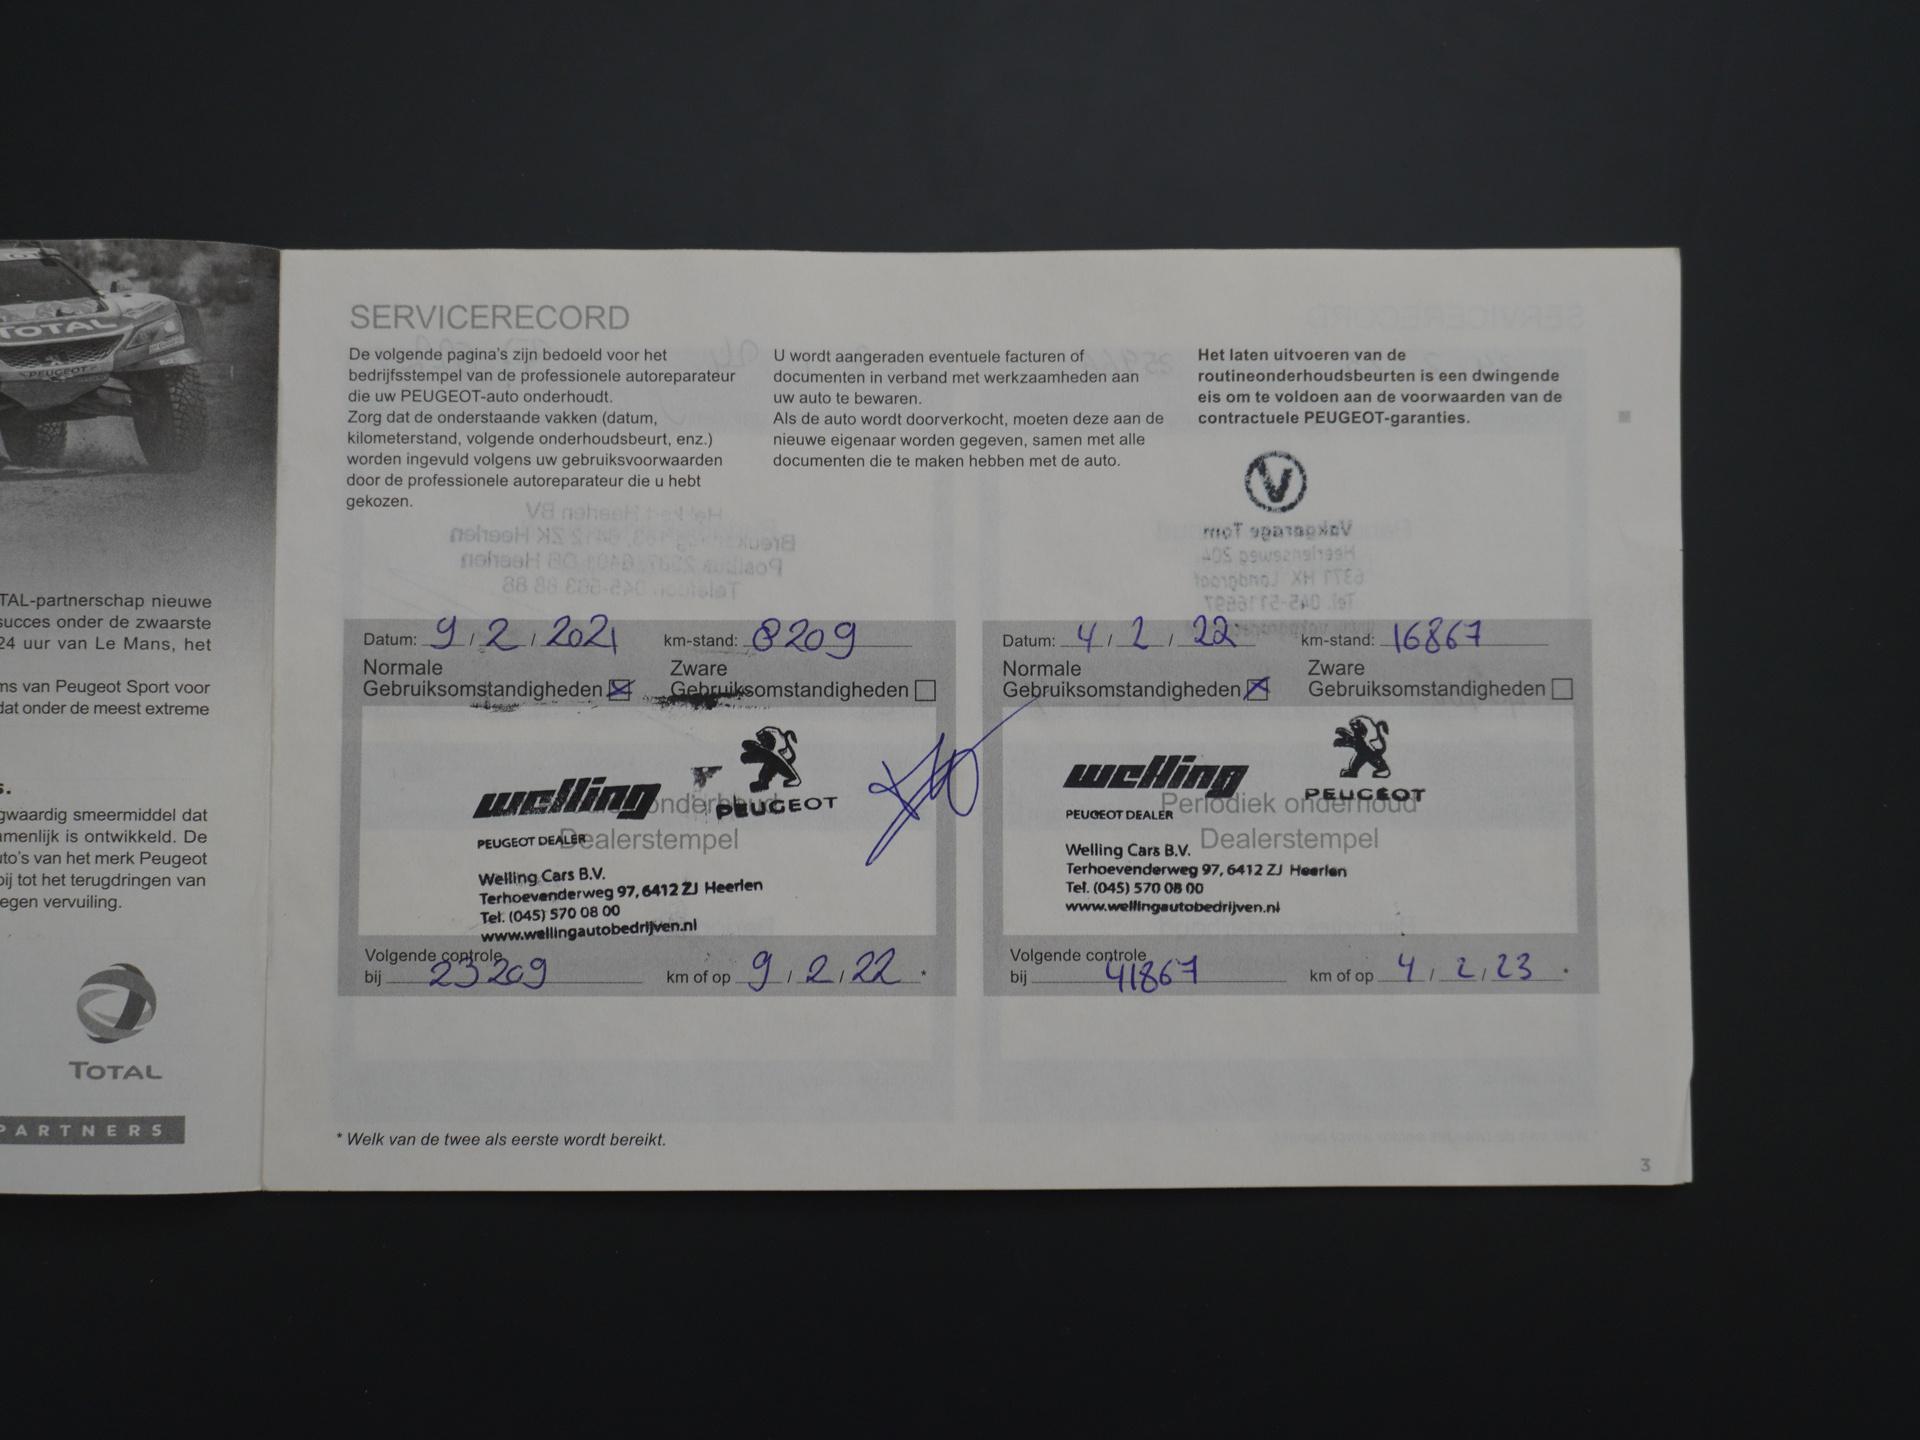 TOTAL
PEUGEOT
TAL-partnerschap nieuwe
succes onder de zwaarste
24 uur van Le Mans, het
ms van Peugeot Sport voor
dat onder de meest extreme
s.
gwaardig smeermiddel dat
amenlijk is ontwikkeld. De
uto's van het merk Peugeot
bij tot het terugdringen van
egen vervuiling.
TOTAL
PARTNERS
SERVICERECORD
De volgende pagina's zijn bedoeld voor het
bedrijfsstempel van de professionele autoreparateur
die uw PEUGEOT-auto onderhoudt.
Zorg dat de onderstaande vakken (datum,
kilometerstand, volgende onderhoudsbeurt, enz.)
worden ingevuld volgens uw gebruiksvoorwaarden
door de professionele autoreparateur die u hebt
gekozen.
U wordt aangeraden eventuele facturen of
documenten in verband met werkzaamheden aan
uw auto te bewaren.
Als de auto wordt doorverkocht, moeten deze aan de
nieuwe eigenaar worden gegeven, samen met alle
documenten die te maken hebben met de auto.
Het laten uitvoeren van de
routineonderhoudsbeurten is een dwingende
eis om te voldoen aan de voorwaarden van de
contractuele PEUGEOT-garanties.
Datum: 9 / 2 / 2021 km-stand: 8209
Normale Zware
Gebruiksomstandigheden Gebruiksomstandigheden
welling PEUGEOT
onderhoud
PEUGEOT DEALER Dealerstempel
Welling Cars B.V.
Terhoevenderweg 97, 6412 ZJ Heerlen
Tel. (045) 570 08 00
www.wellingautobedrijven.nl
Volgende controle
bij 23209 km of op 9 / 2 / 22 *
Datum: 4 / 2 / 22 km-stand: 16867
Normale Zware
Gebruiksomstandigheden Gebruiksomstandigheden
welling PEUGEOT
PEUGEOT DEALER Periodiek onderhoud
Dealerstempel
Welling Cars B.V.
Terhoevenderweg 97, 6412 ZJ Heerlen
Tel. (045) 570 08 00
www.wellingautobedrijven.nl
Volgende controle
bij 41867 km of op 4 / 2 / 23 *
* Welk van de twee als eerste wordt bereikt.
3